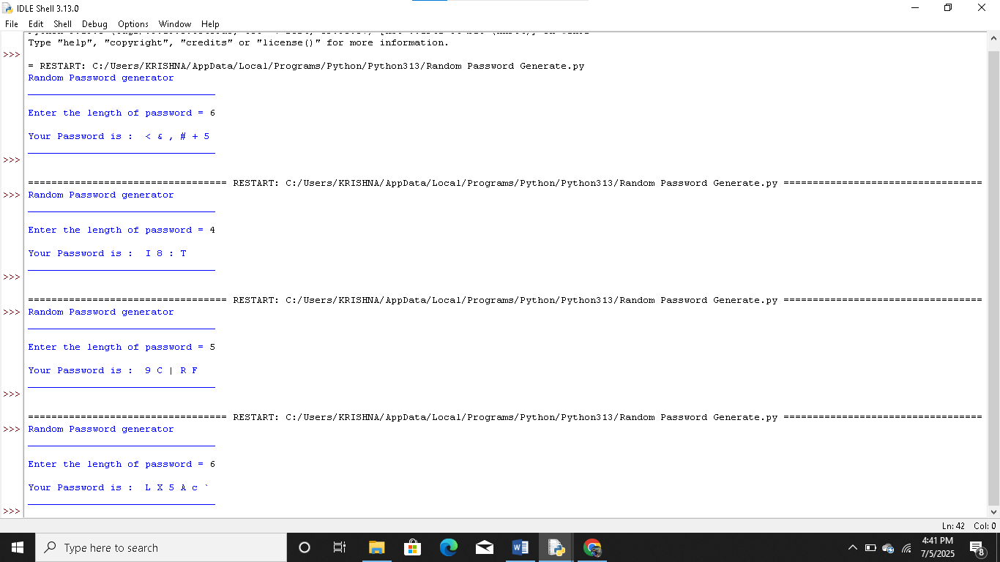 IDLE Shell 3.13.0
File Edit Shell Debug Options Window Help
Type "help", "copyright", "credits" or "license()" for more information.
>>>
= RESTART: C:/Users/KRISHNA/AppData/Local/Programs/Python/Python313/Random Password Generate.py
Random Password generator
________________________________
Enter the length of password = 6
Your Password is :  < & , # + 5
________________________________
>>>
================================== RESTART: C:/Users/KRISHNA/AppData/Local/Programs/Python/Python313/Random Password Generate.py ==================================
>>> Random Password generator
________________________________
Enter the length of password = 4
Your Password is :  I 8 : T
________________________________
>>>
================================== RESTART: C:/Users/KRISHNA/AppData/Local/Programs/Python/Python313/Random Password Generate.py ==================================
>>> Random Password generator
________________________________
Enter the length of password = 5
Your Password is :  9 C | R F
________________________________
>>>
================================== RESTART: C:/Users/KRISHNA/AppData/Local/Programs/Python/Python313/Random Password Generate.py ==================================
>>> Random Password generator
________________________________
Enter the length of password = 6
Your Password is :  L X 5 A c `
________________________________
>>>
Ln: 42 Col: 0
Type here to search
4:41 PM
7/5/2025
8